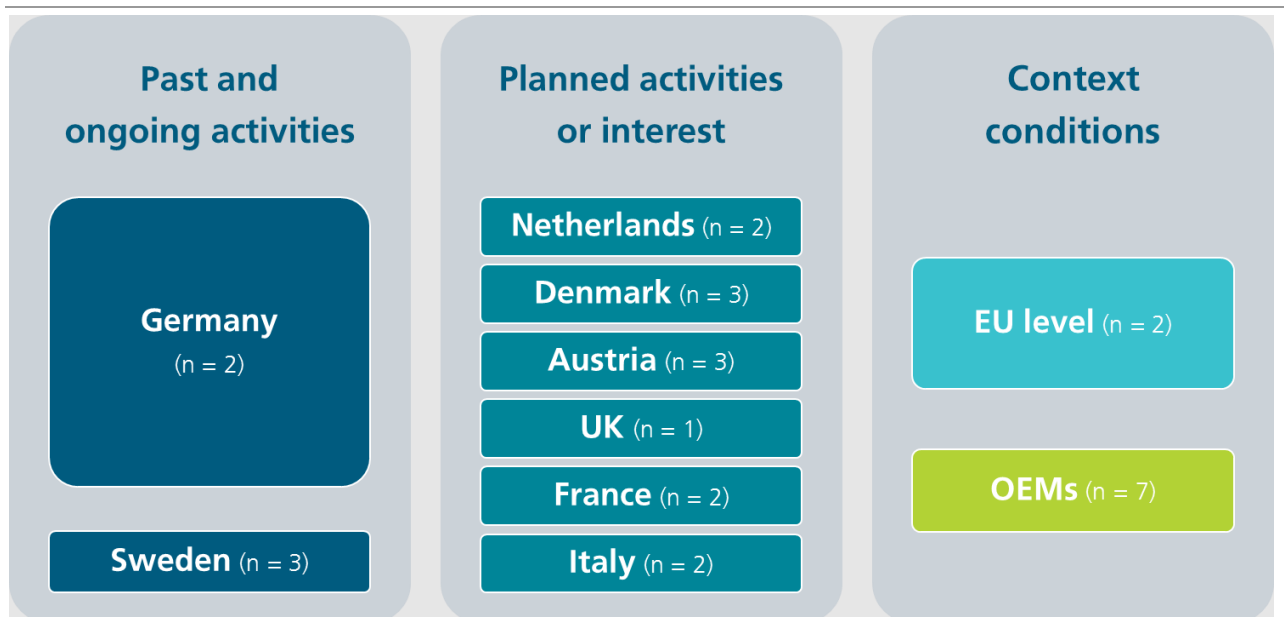 Past and
ongoing activities
Germany
(n = 2)
Sweden (n = 3)
Planned activities
or interest
Netherlands (n = 2)
Denmark (n = 3)
Austria (n = 3)
UK (n = 1)
France (n = 2)
Italy (n = 2)
Context
conditions
EU level (n = 2)
OEMs (n = 7)